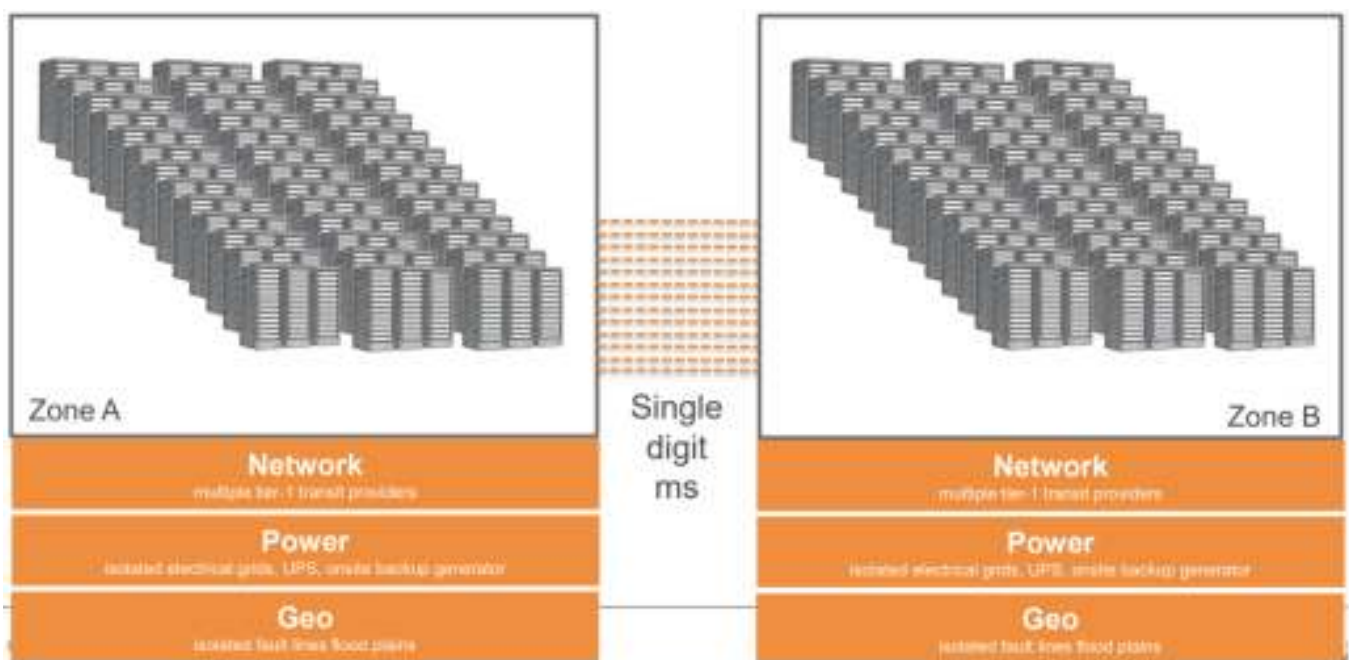 Zone A
Zone B
Single
digit
ms
Network
multiple tier-1 transit providers
Power
isolated electrical grids, UPS, onsite backup generator
Geo
isolated fault lines flood plains
Network
multiple tier-1 transit providers
Power
isolated electrical grids, UPS, onsite backup generator
Geo
isolated fault lines flood plains